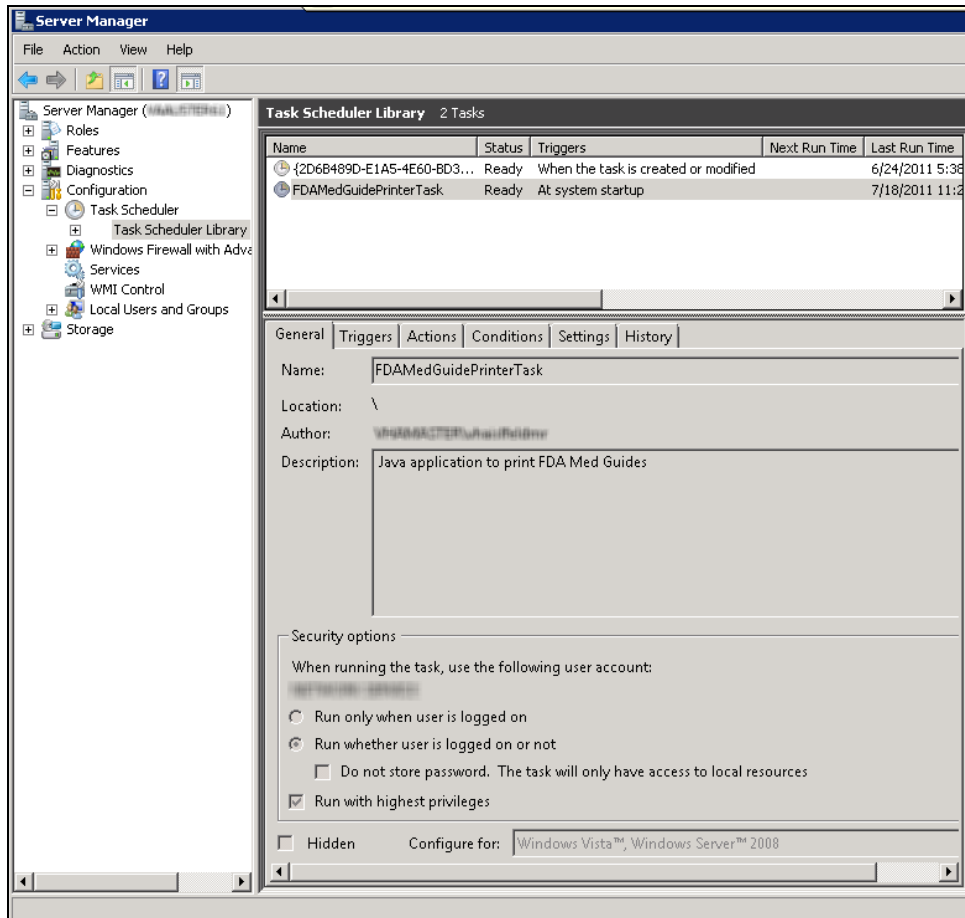 Server Manager
File Action View Help
Server Manager (
)
Roles
Features
Diagnostics
Configuration
Task Scheduler
Task Scheduler Library
Windows Firewall with Adva
Services
WMI Control
Local Users and Groups
Storage
Task Scheduler Library 2 Tasks
Name Status Triggers Next Run Time Last Run Time
{2D6B489D-E1A5-4E60-BD3... Ready When the task is created or modified 6/24/2011 5:38
FDAMedGuidePrinterTask Ready At system startup 7/18/2011 11:2
General Triggers Actions Conditions Settings History
Name: FDAMedGuidePrinterTask
Location: \
Author:
Description: Java application to print FDA Med Guides
Security options
When running the task, use the following user account:
Run only when user is logged on
Run whether user is logged on or not
Do not store password. The task will only have access to local resources
Run with highest privileges
Hidden Configure for: Windows Vista™, Windows Server™ 2008